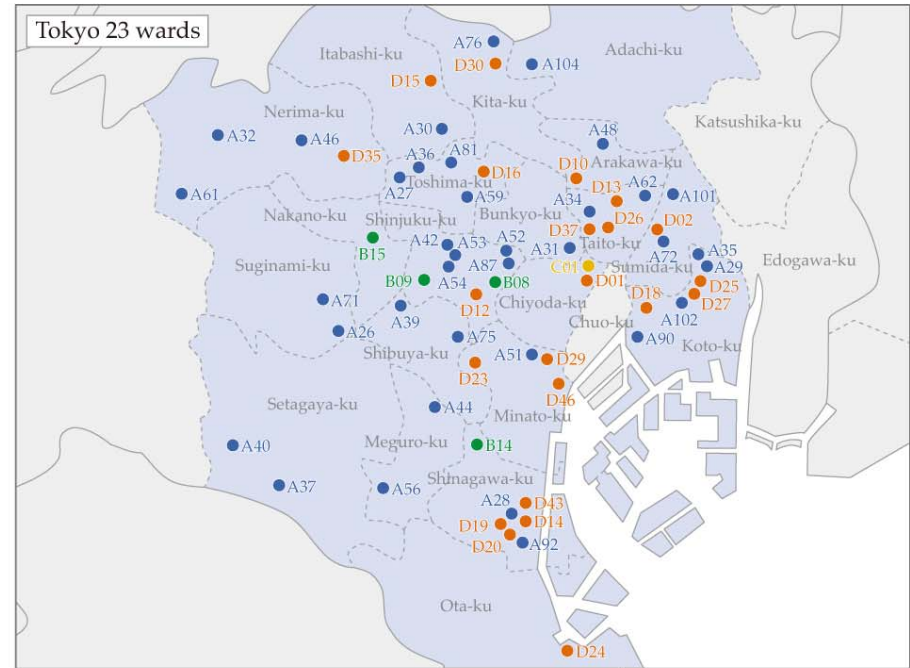 Tokyo 23 wards
A76
Adachi-ku
Itabashi-ku
D30
A104
D15
Kita-ku
Nerima-ku
Katsushika-ku
A32
A46
A30
A48
D35
A36
A81
Arakawa-ku
A27
Toshima-ku
D16
D10
D13
A62
A101
A61
A59
Nakano-ku
Shinjuku-ku
Bunkyo-ku
A34
D26
D02
B15
A42
A53
A52
D37
Taito-ku
A31
A72
A35
Suginami-ku
A54
A87
Sumida-ku
A29
Edogawa-ku
B09
B08
D01
D25
D12
Chiyoda-ku
D18
D27
A71
A39
Chuo-ku
A102
A26
A75
A90
Koto-ku
Shibuya-ku
A51
D29
D23
D46
Setagaya-ku
A44
Minato-ku
A40
Meguro-ku
B14
A37
A56
Shinagawa-ku
A28
D43
D19
D14
D20
A92
Ota-ku
D24